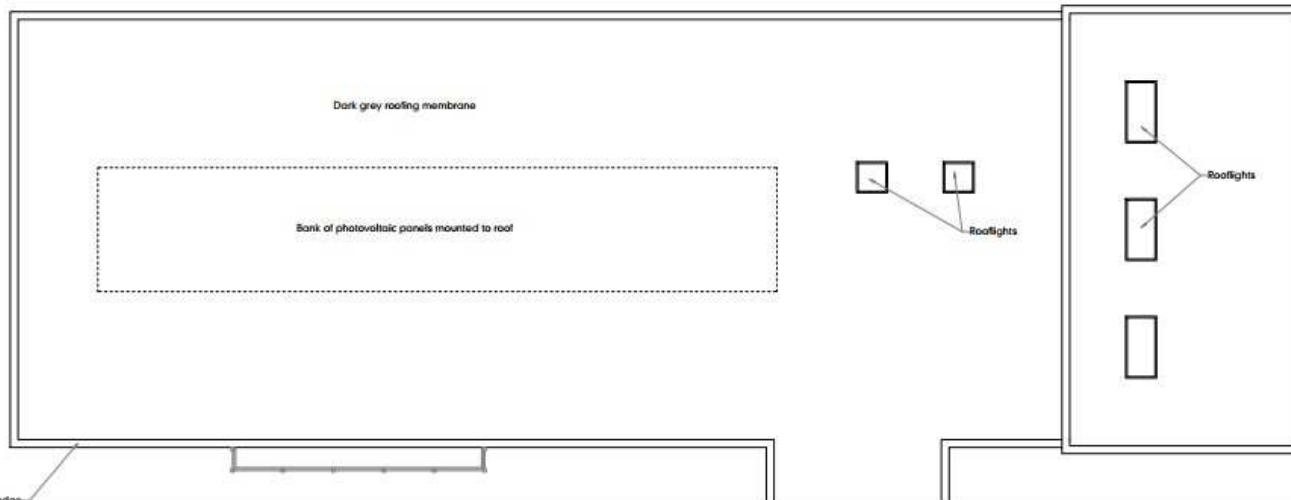 Dark grey roofing membrane
Rooflights
Bank of photovoltaic panels mounted to roof
Rooflights